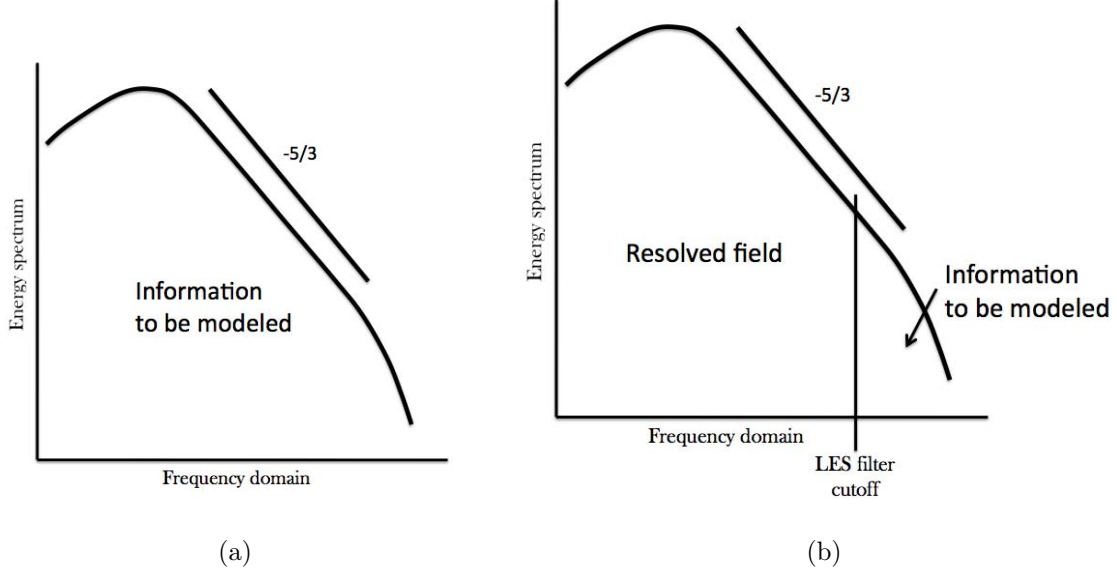 Energy spectrum
-5/3
Information
to be modeled
Frequency domain
(a)
Energy spectrum
-5/3
Resolved field
Information
to be modeled
Frequency domain
LES filter
cutoff
(b)